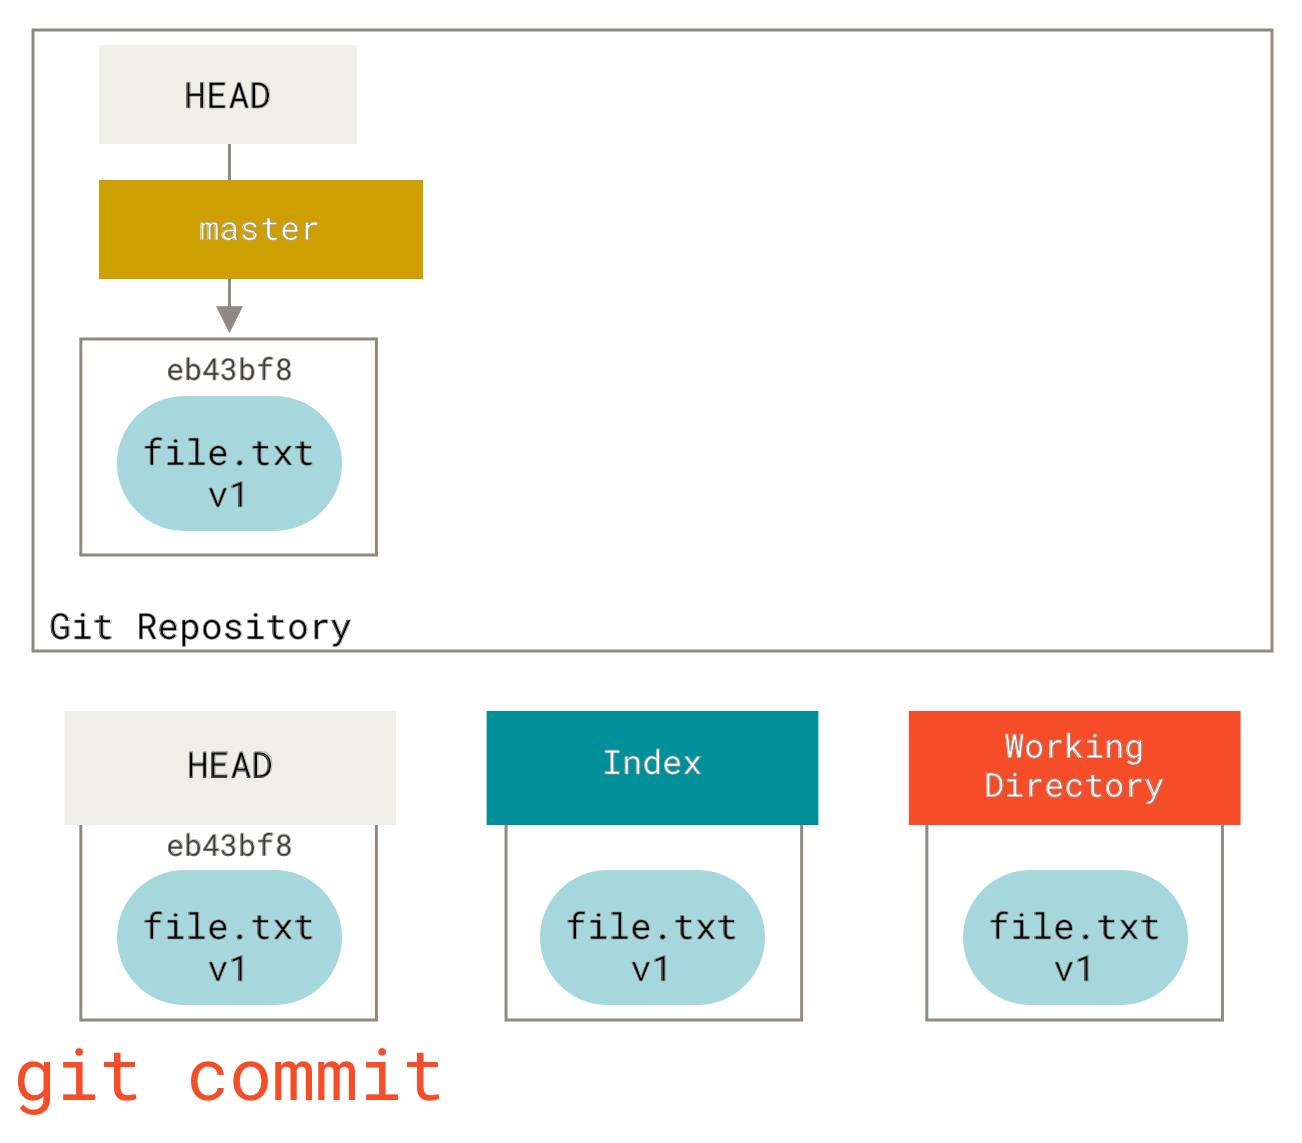 HEAD
master
eb43bf8
file.txt
v1
Git Repository
HEAD
eb43bf8
file.txt
v1
Index
file.txt
v1
Working
Directory
file.txt
v1
git commit